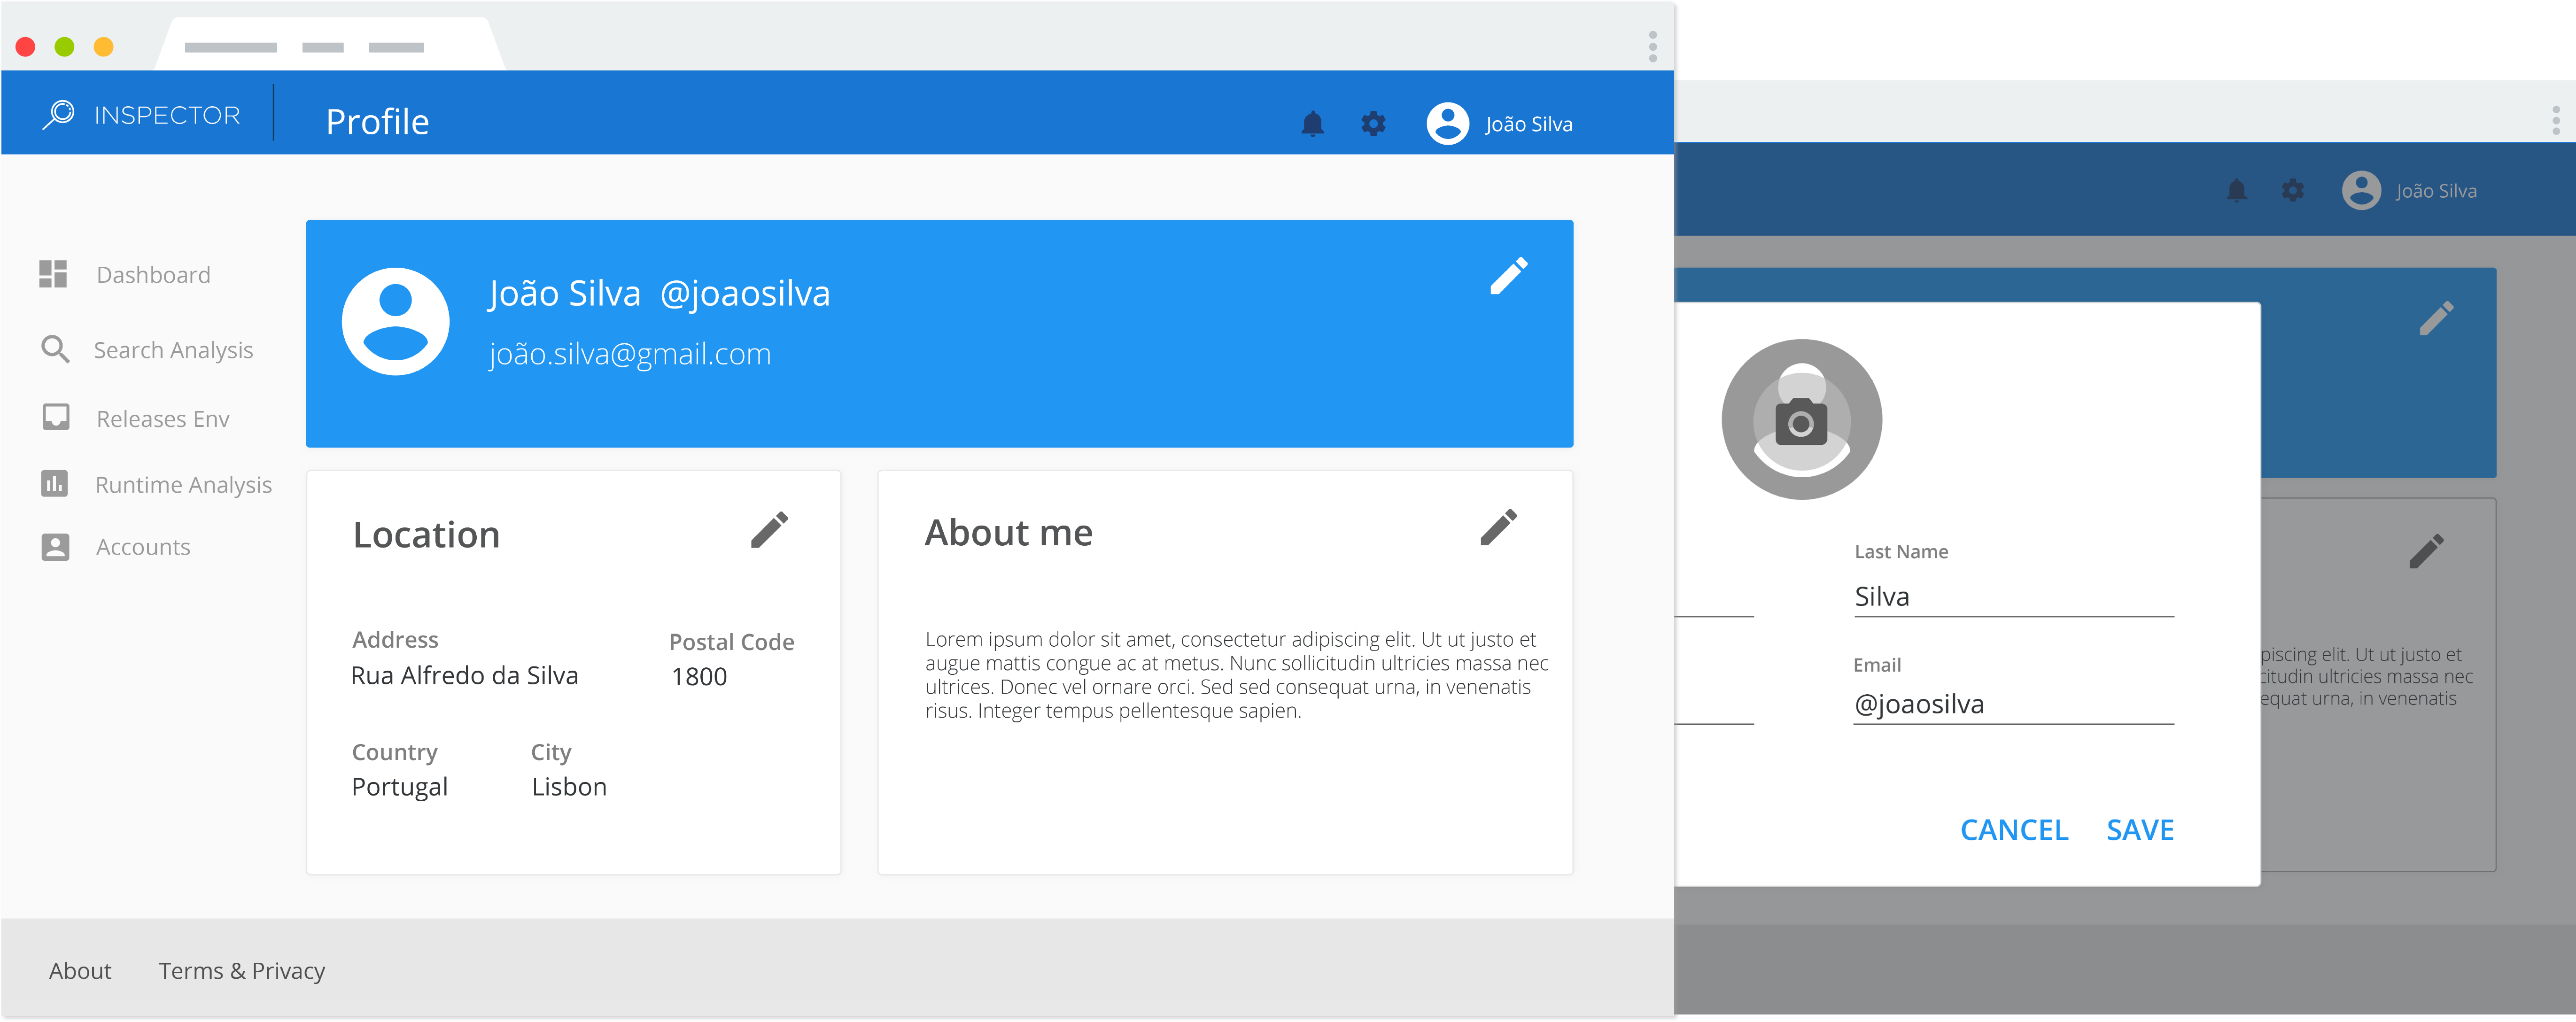 INSPECTOR
Profile
João Silva
Dashboard
Search Analysis
Releases Env
Runtime Analysis
Accounts
João Silva @joaosilva
joão.silva@gmail.com
Location
Address
Rua Alfredo da Silva
Postal Code
1800
Country
Portugal
City
Lisbon
About me
Lorem ipsum dolor sit amet, consectetur adipiscing elit. Ut ut justo et
augue mattis congue ac at metus. Nunc sollicitudin ultricies massa nec
ultrices. Donec vel ornare orci. Sed sed consequat urna, in venenatis
risus. Integer tempus pellentesque sapien.
About
Terms & Privacy
João Silva
Last Name
Silva
Email
@joaosilva
CANCEL
SAVE
piscing elit. Ut ut justo et
citudin ultricies massa nec
equat urna, in venenatis